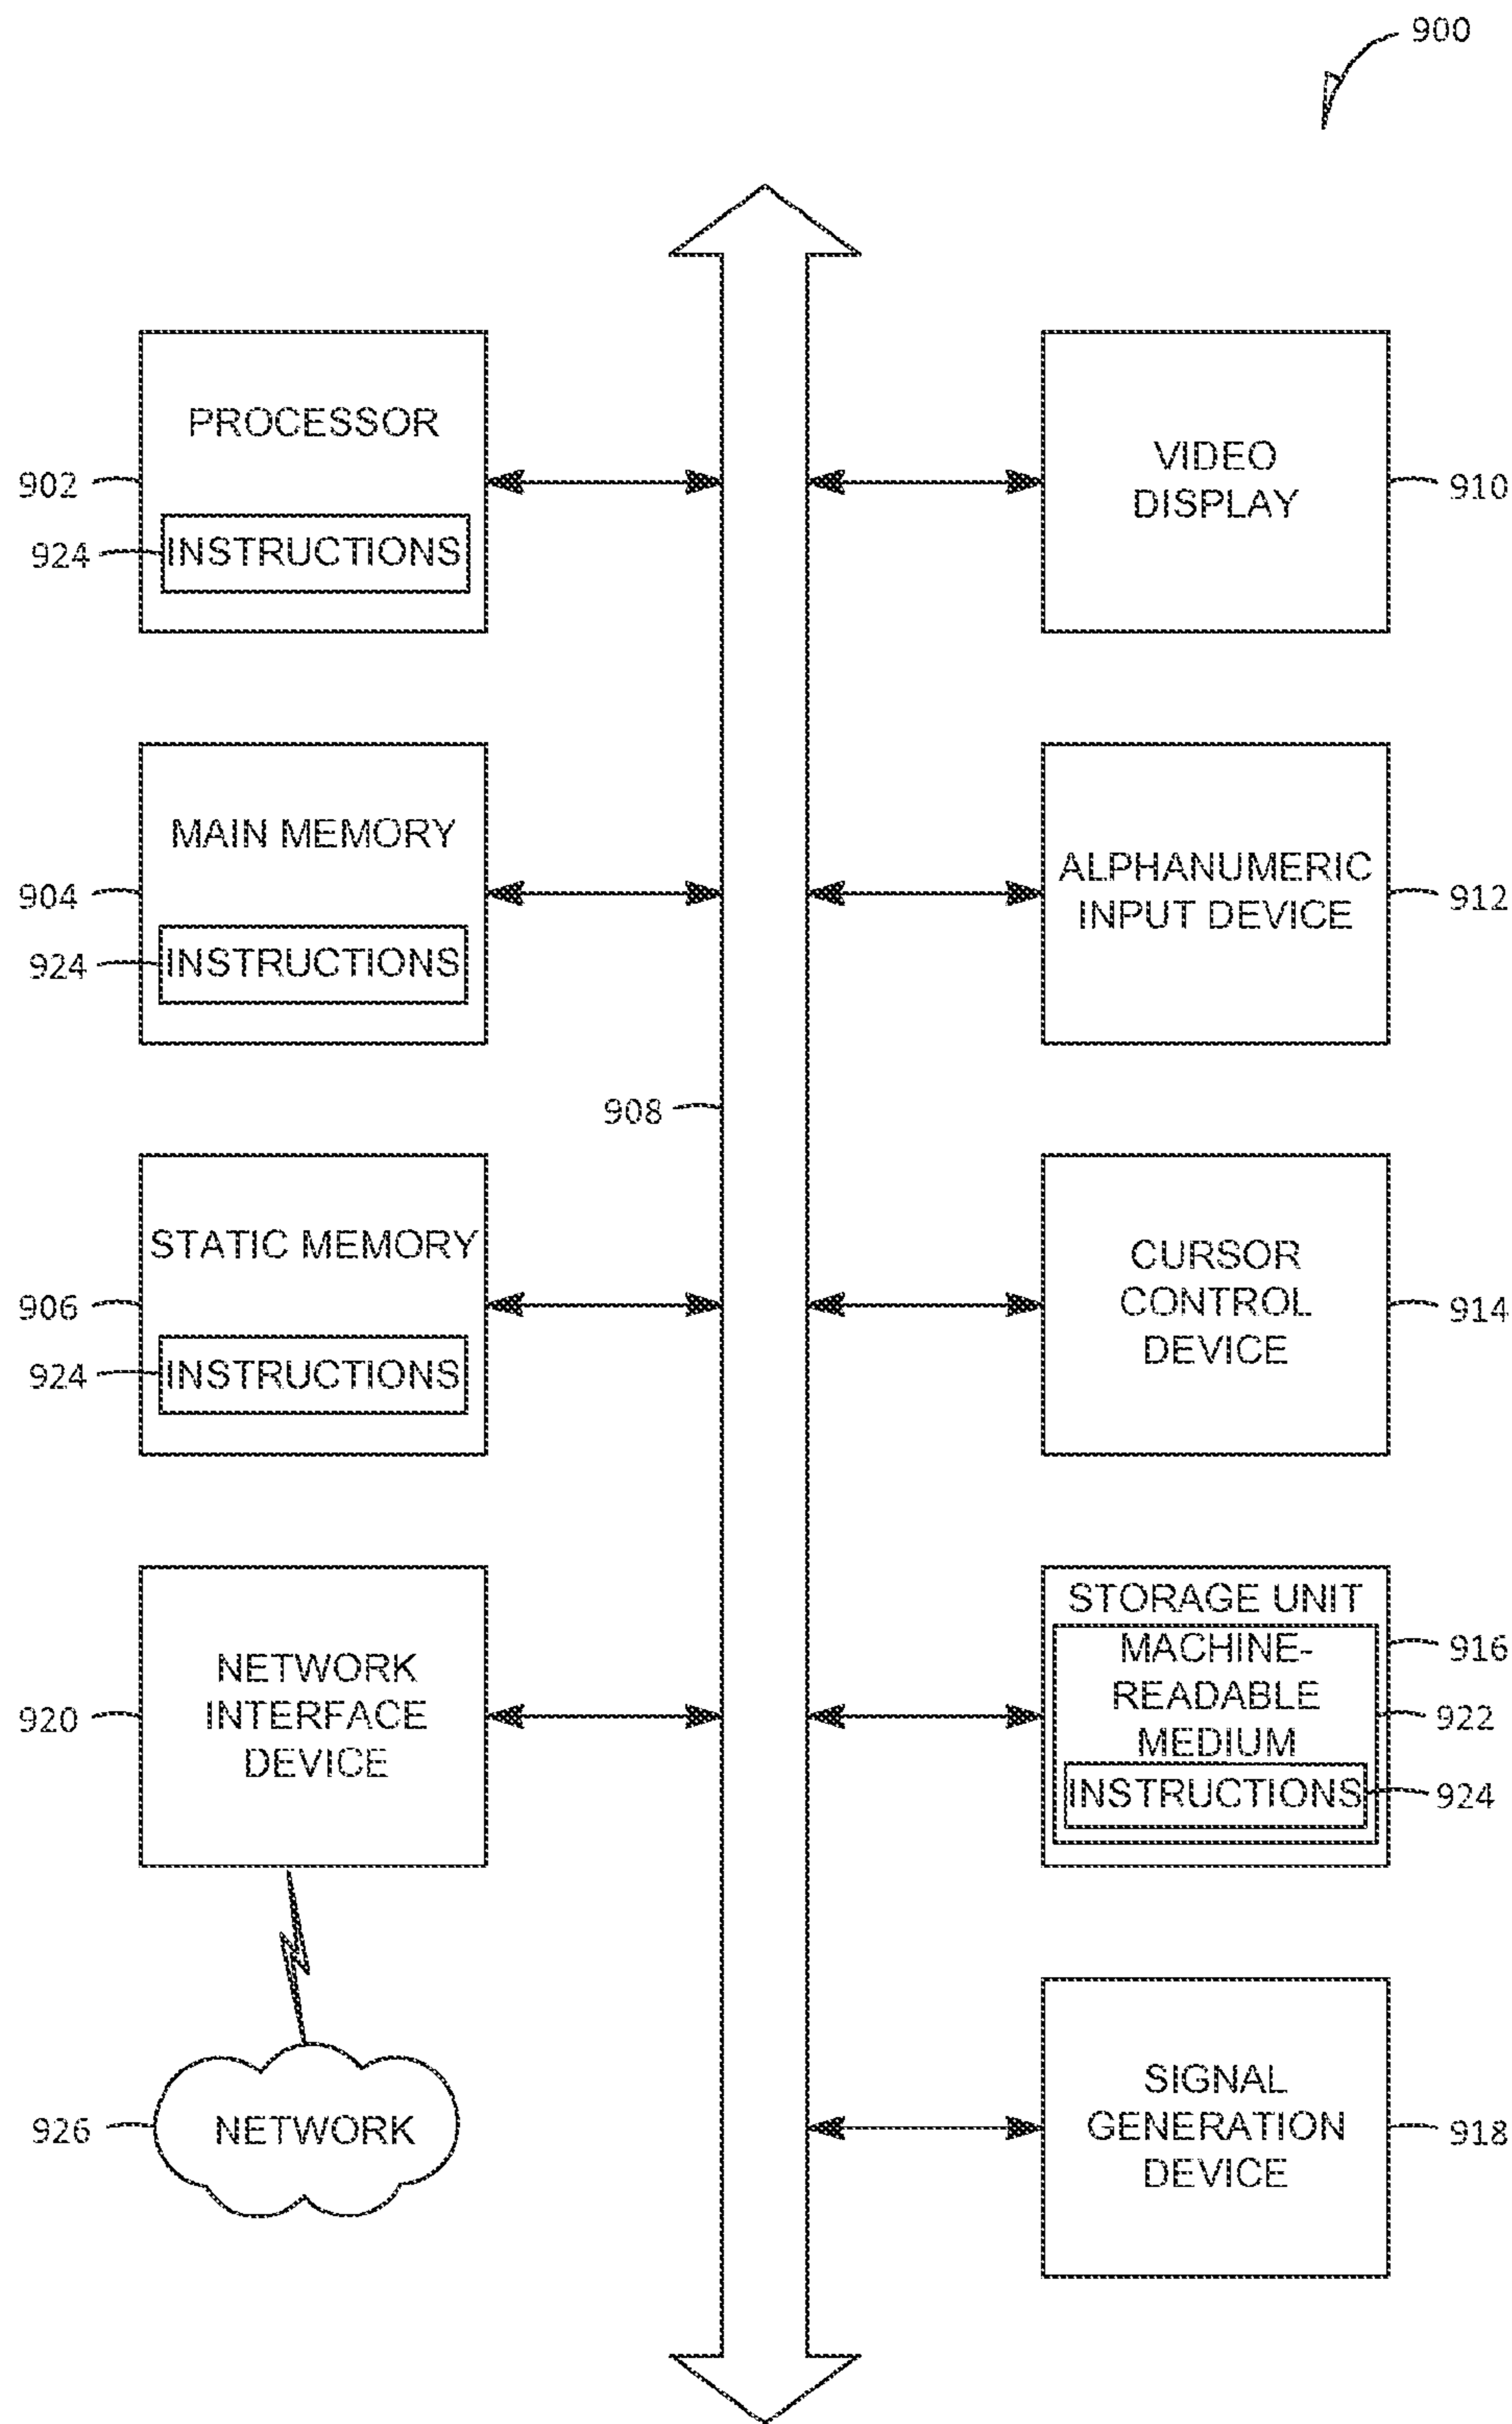 900
PROCESSOR
902
924
INSTRUCTIONS
VIDEO
DISPLAY
910
MAIN MEMORY
904
924
INSTRUCTIONS
ALPHANUMERIC
INPUT DEVICE
912
908
STATIC MEMORY
906
924
INSTRUCTIONS
CURSOR
CONTROL
DEVICE
914
NETWORK
INTERFACE
DEVICE
920
STORAGE UNIT
916
MACHINE-
READABLE
MEDIUM
922
INSTRUCTIONS
924
926
NETWORK
SIGNAL
GENERATION
DEVICE
918